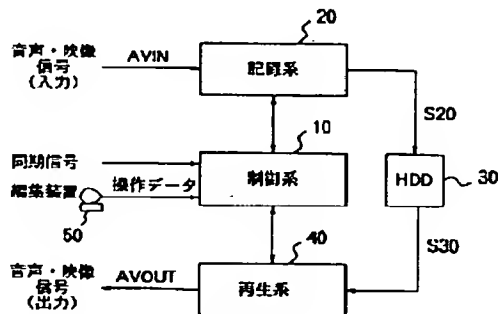 20
音声・映像
信号
(入力)
AVIN
記録系
S20
10
同期信号
制御系
HDD
30
編集装置
操作データ
50
40
S30
音声・映像
信号
(出力)
AVOUT
再生系